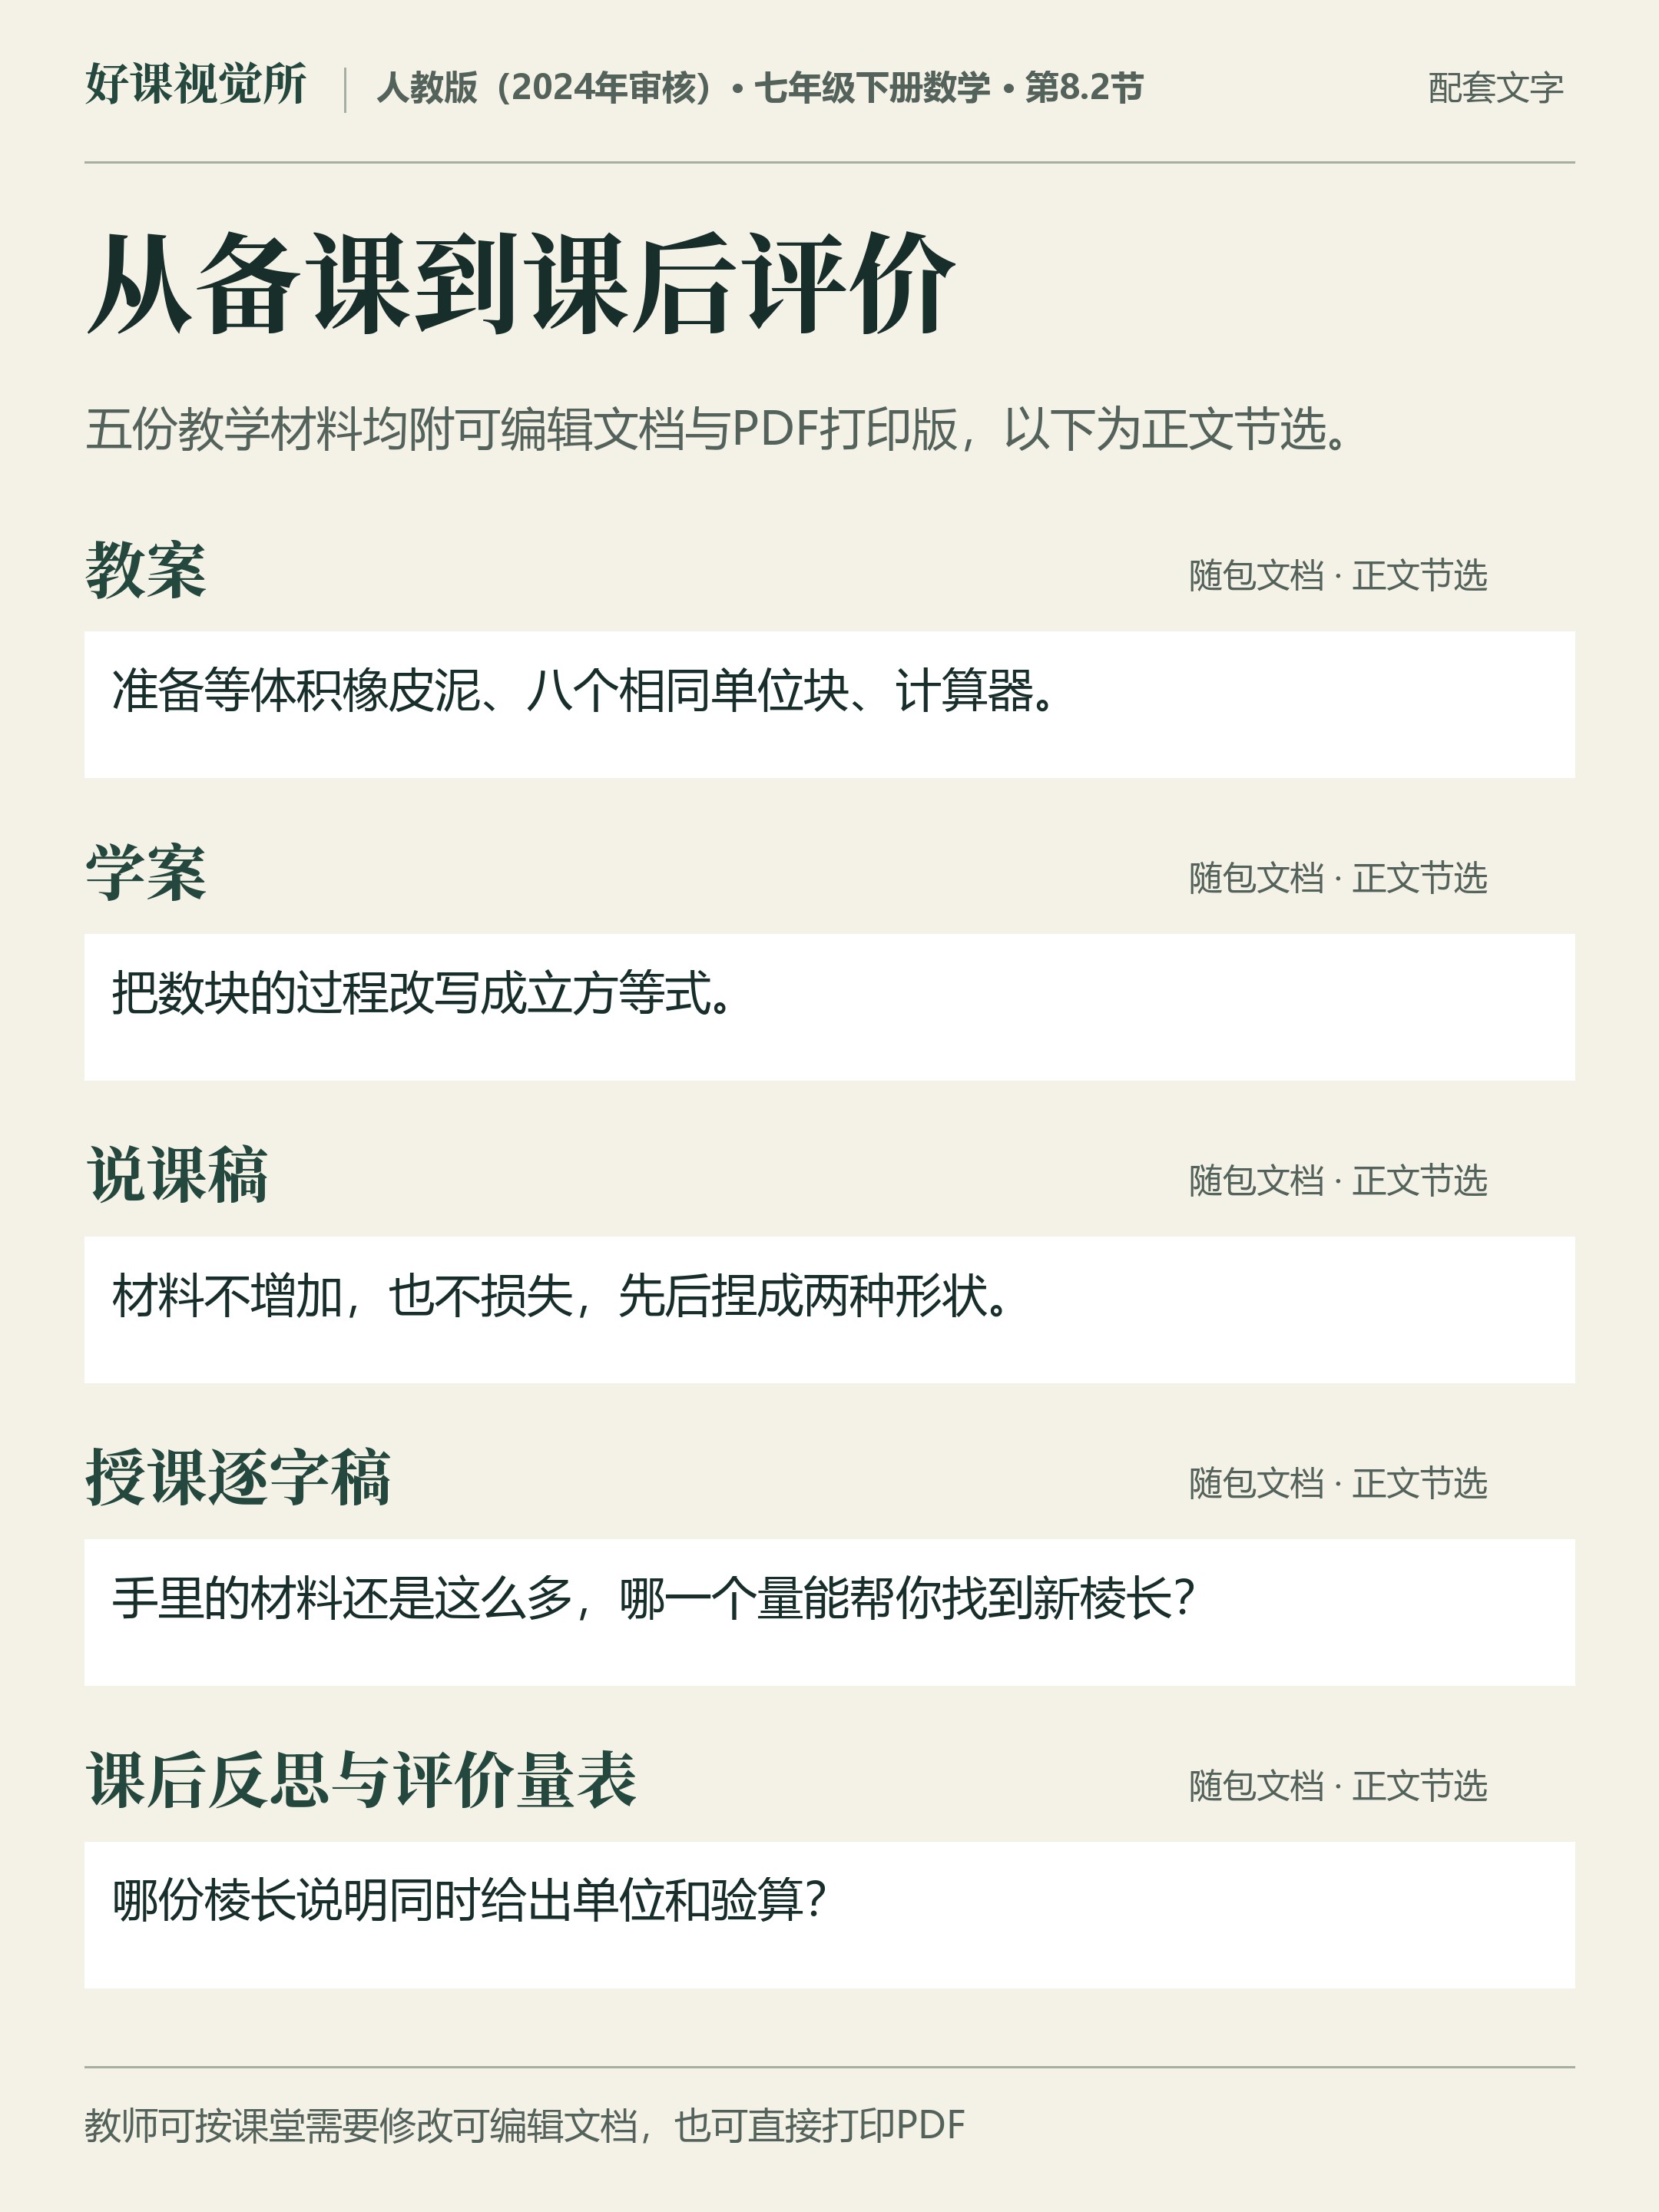 好课视觉所 人教版（2024年审核）• 七年级下册数学 • 第8.2节 配套文字
从备课到课后评价
五份教学材料均附可编辑文档与PDF打印版，以下为正文节选。
教案 随包文档 · 正文节选
准备等体积橡皮泥、八个相同单位块、计算器。
学案 随包文档 · 正文节选
把数块的过程改写成立方等式。
说课稿 随包文档 · 正文节选
材料不增加，也不损失，先后捏成两种形状。
授课逐字稿 随包文档 · 正文节选
手里的材料还是这么多，哪一个量能帮你找到新棱长？
课后反思与评价量表 随包文档 · 正文节选
哪份棱长说明同时给出单位和验算？
教师可按课堂需要修改可编辑文档，也可直接打印PDF